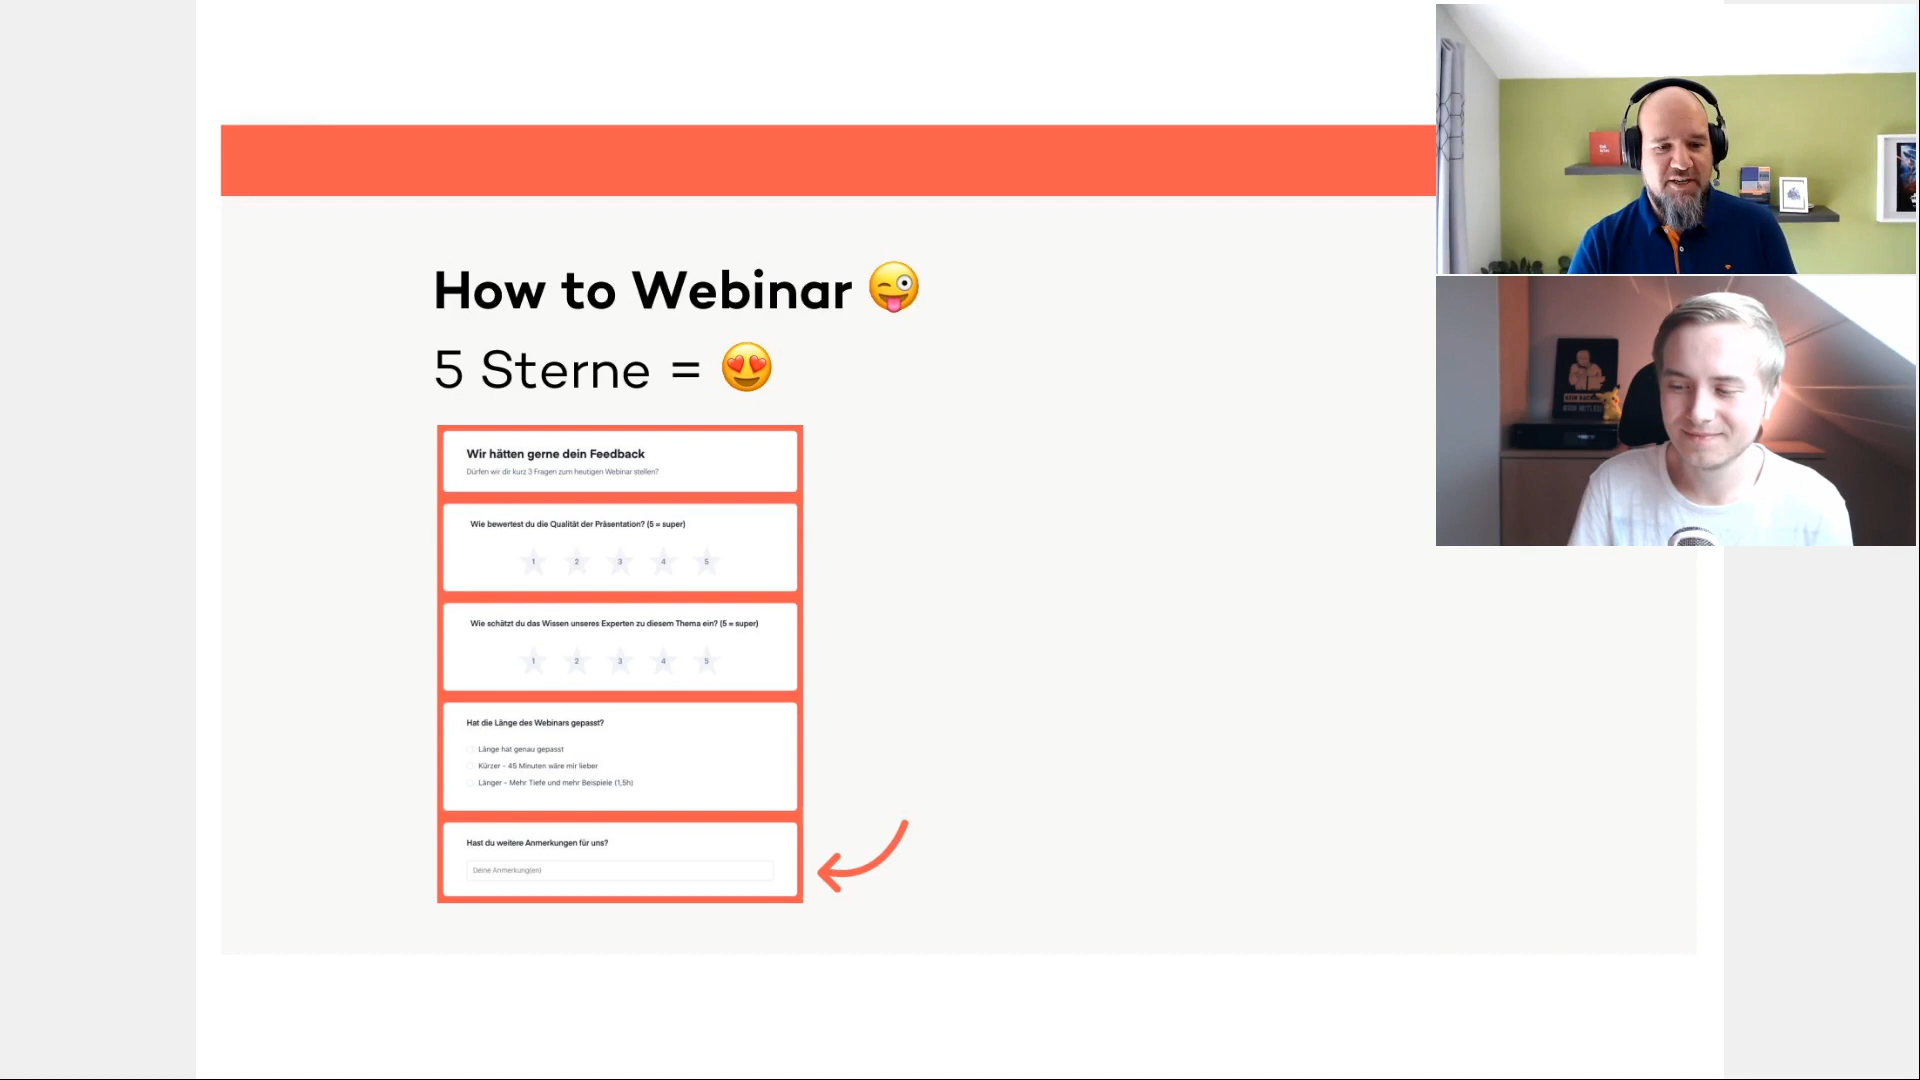 How to Webinar 😜
5 Sterne = 😍
Wir hätten gerne dein Feedback
Dürfen wir dir kurz 3 Fragen zum heutigen Webinar stellen?
Wie bewertest du die Qualität der Präsentation? (5 = super)
1 2 3 4 5
Wie schätzt du das Wissen unseres Experten zu diesem Thema ein? (5 = super)
1 2 3 4 5
Hat die Länge des Webinars gepasst?
Länge hat genau gepasst
Kürzer - 45 Minuten wäre mir lieber
Länger - Mehr Tiefe und mehr Beispiele (1,5h)
Hast du weitere Anmerkungen für uns?
Deine Anmerkung(en)